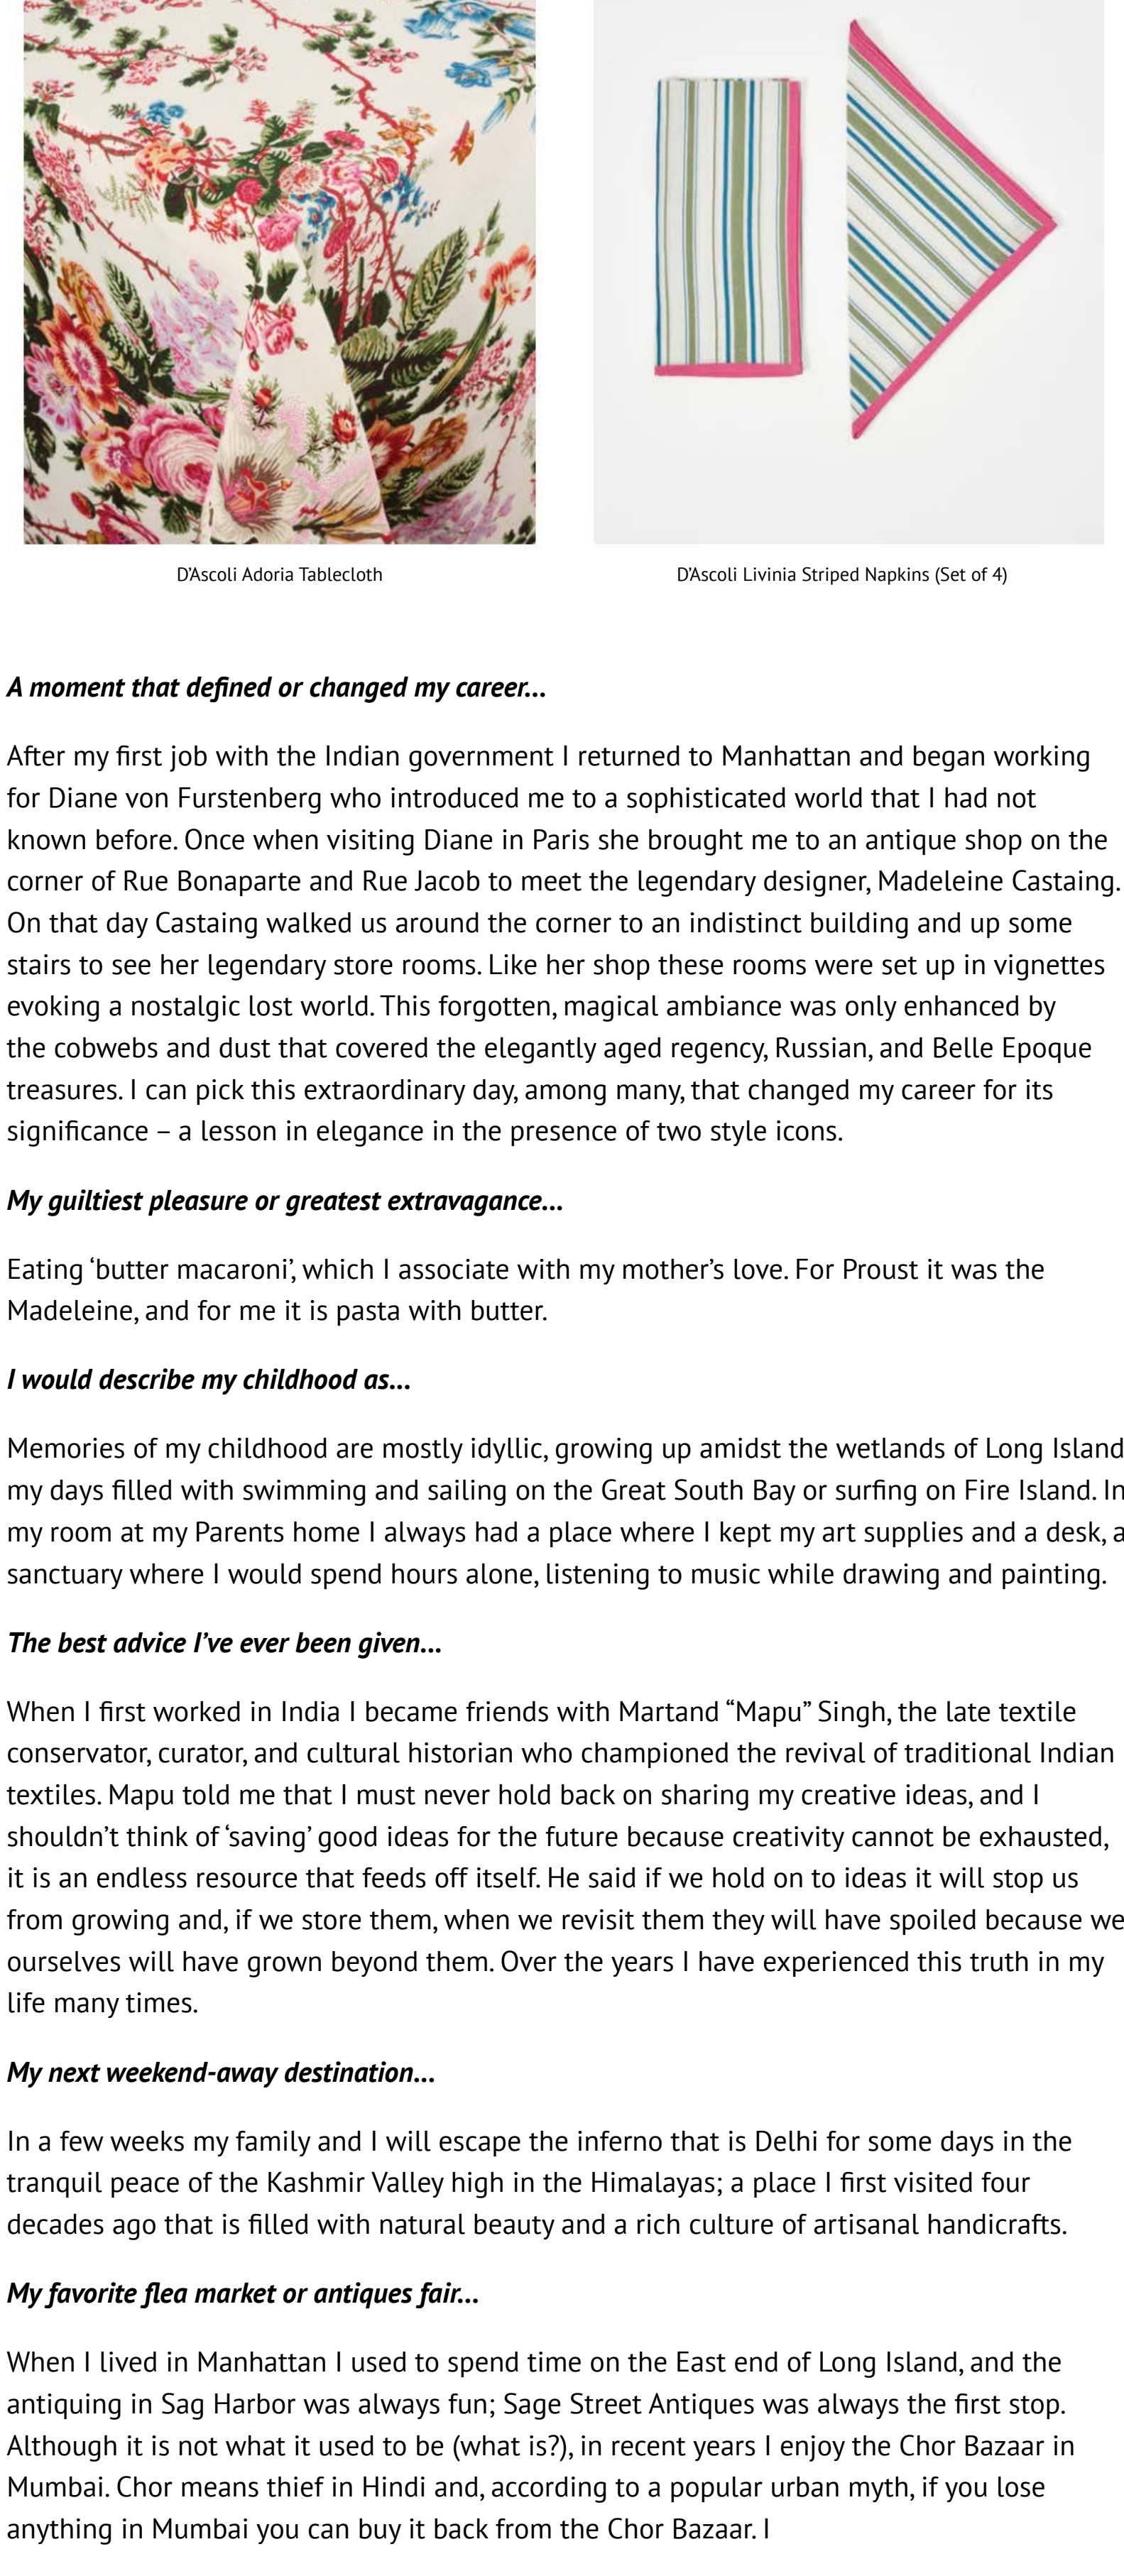 D’Ascoli Adoria Tablecloth
D’Ascoli Livinia Striped Napkins (Set of 4)
A moment that defined or changed my career...
After my first job with the Indian government I returned to Manhattan and began working
for Diane von Furstenberg who introduced me to a sophisticated world that I had not
known before. Once when visiting Diane in Paris she brought me to an antique shop on the
corner of Rue Bonaparte and Rue Jacob to meet the legendary designer, Madeleine Castaing.
On that day Castaing walked us around the corner to an indistinct building and up some
stairs to see her legendary store rooms. Like her shop these rooms were set up in vignettes
evoking a nostalgic lost world. This forgotten, magical ambiance was only enhanced by
the cobwebs and dust that covered the elegantly aged regency, Russian, and Belle Epoque
treasures. I can pick this extraordinary day, among many, that changed my career for its
significance – a lesson in elegance in the presence of two style icons.
My guiltiest pleasure or greatest extravagance...
Eating ‘butter macaroni’, which I associate with my mother’s love. For Proust it was the
Madeleine, and for me it is pasta with butter.
I would describe my childhood as...
Memories of my childhood are mostly idyllic, growing up amidst the wetlands of Long Island
my days filled with swimming and sailing on the Great South Bay or surfing on Fire Island. In
my room at my Parents home I always had a place where I kept my art supplies and a desk, a
sanctuary where I would spend hours alone, listening to music while drawing and painting.
The best advice I’ve ever been given...
When I first worked in India I became friends with Martand “Mapu” Singh, the late textile
conservator, curator, and cultural historian who championed the revival of traditional Indian
textiles. Mapu told me that I must never hold back on sharing my creative ideas, and I
shouldn’t think of ‘saving’ good ideas for the future because creativity cannot be exhausted,
it is an endless resource that feeds off itself. He said if we hold on to ideas it will stop us
from growing and, if we store them, when we revisit them they will have spoiled because we
ourselves will have grown beyond them. Over the years I have experienced this truth in my
life many times.
My next weekend-away destination...
In a few weeks my family and I will escape the inferno that is Delhi for some days in the
tranquil peace of the Kashmir Valley high in the Himalayas; a place I first visited four
decades ago that is filled with natural beauty and a rich culture of artisanal handicrafts.
My favorite flea market or antiques fair...
When I lived in Manhattan I used to spend time on the East end of Long Island, and the
antiquing in Sag Harbor was always fun; Sage Street Antiques was always the first stop.
Although it is not what it used to be (what is?), in recent years I enjoy the Chor Bazaar in
Mumbai. Chor means thief in Hindi and, according to a popular urban myth, if you lose
anything in Mumbai you can buy it back from the Chor Bazaar. I